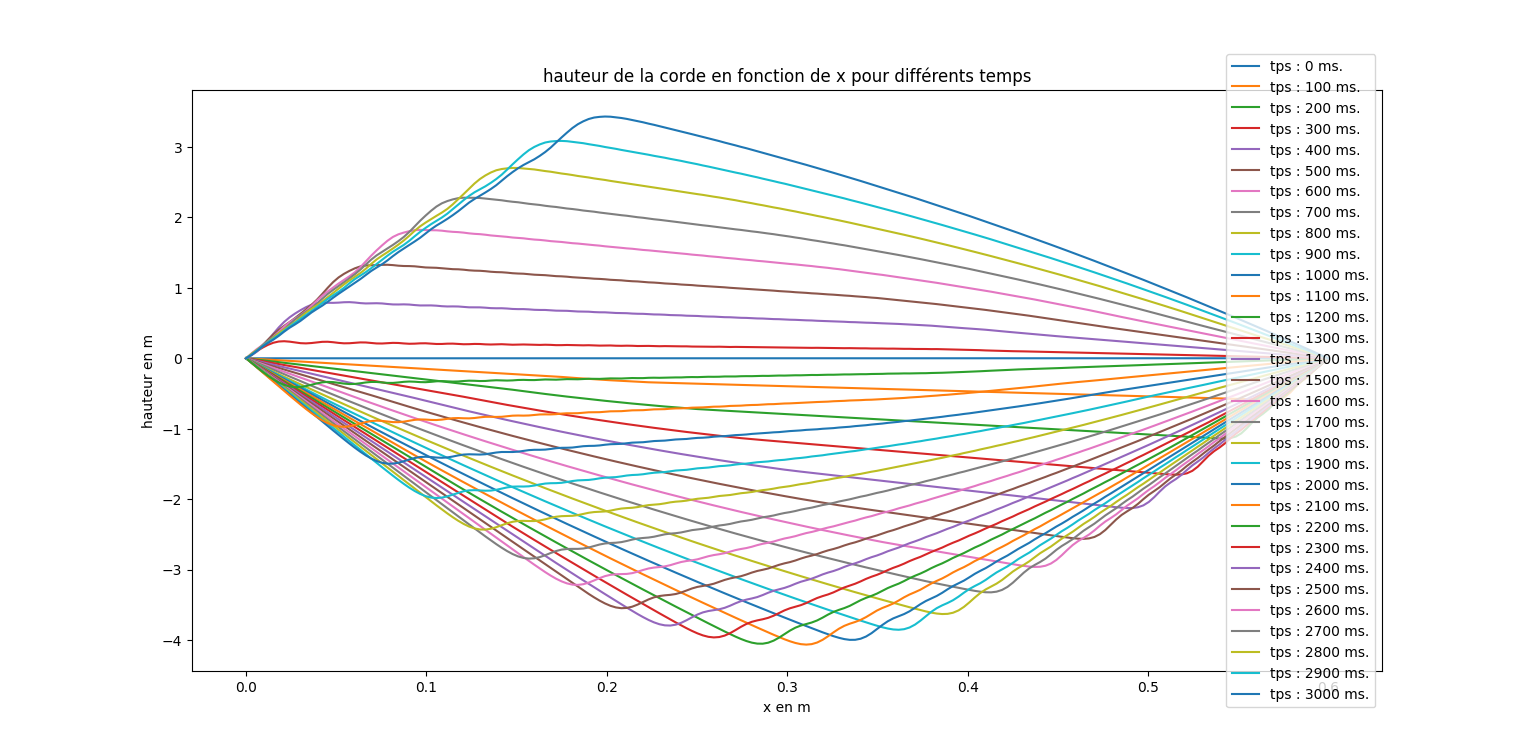 hauteur de la corde en fonction de x pour différents temps
hauteur en m
3
2
1
0
−1
−2
−3
−4
0.0
0.1
0.2
0.3
0.4
0.5
0.6
x en m
tps : 0 ms.
tps : 100 ms.
tps : 200 ms.
tps : 300 ms.
tps : 400 ms.
tps : 500 ms.
tps : 600 ms.
tps : 700 ms.
tps : 800 ms.
tps : 900 ms.
tps : 1000 ms.
tps : 1100 ms.
tps : 1200 ms.
tps : 1300 ms.
tps : 1400 ms.
tps : 1500 ms.
tps : 1600 ms.
tps : 1700 ms.
tps : 1800 ms.
tps : 1900 ms.
tps : 2000 ms.
tps : 2100 ms.
tps : 2200 ms.
tps : 2300 ms.
tps : 2400 ms.
tps : 2500 ms.
tps : 2600 ms.
tps : 2700 ms.
tps : 2800 ms.
tps : 2900 ms.
tps : 3000 ms.